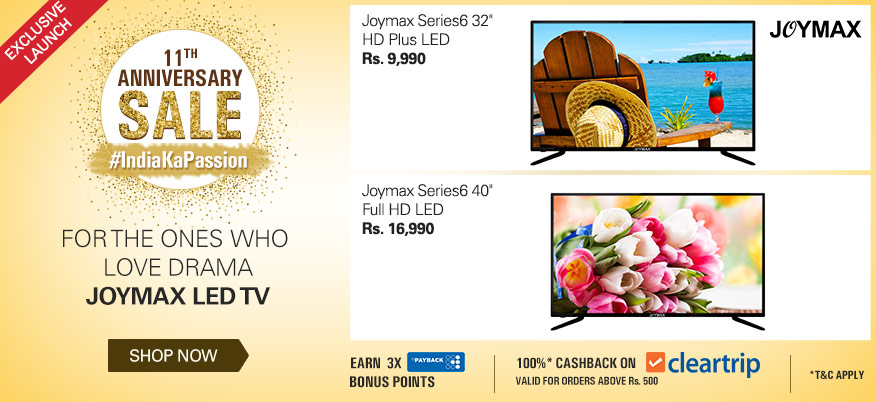 EXCLUSIVE
LAUNCH
11TH
ANNIVERSARY
SALE
#IndiaKaPassion
FOR THE ONES WHO
LOVE DRAMA
JOYMAX LED TV
SHOP NOW
Joymax Series6 32"
HD Plus LED
Rs. 9,990
JOYMAX
JOYMAX
Joymax Series6 40"
Full HD LED
Rs. 16,990
JOYMAX
EARN 3X PAYBACK
BONUS POINTS
100%* CASHBACK ON cleartrip
VALID FOR ORDERS ABOVE Rs. 500
*T&C APPLY